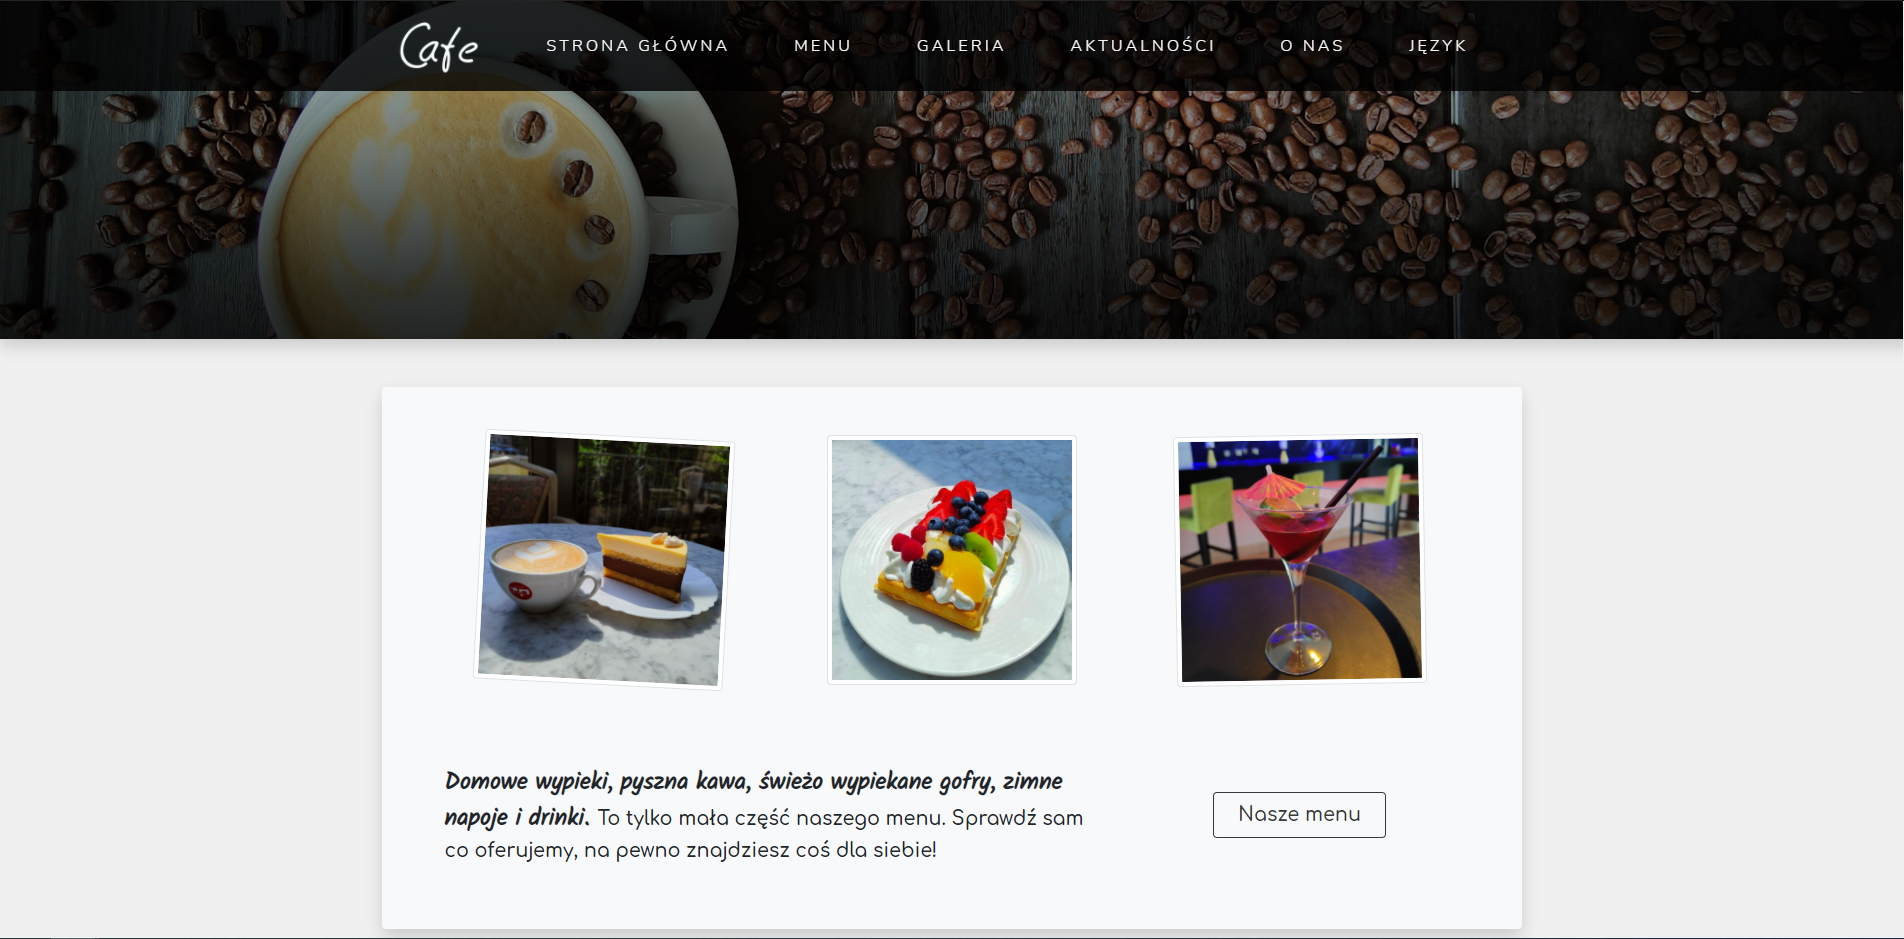 Cafe
STRONA GŁÓWNA MENU GALERIA AKTUALNOŚCI O NAS JĘZYK
Domowe wypieki, pyszna kawa, świeżo wypiekane gofry, zimne
napoje i drinki. To tylko mała część naszego menu. Sprawdź sam
co oferujemy, na pewno znajdziesz coś dla siebie!
Nasze menu